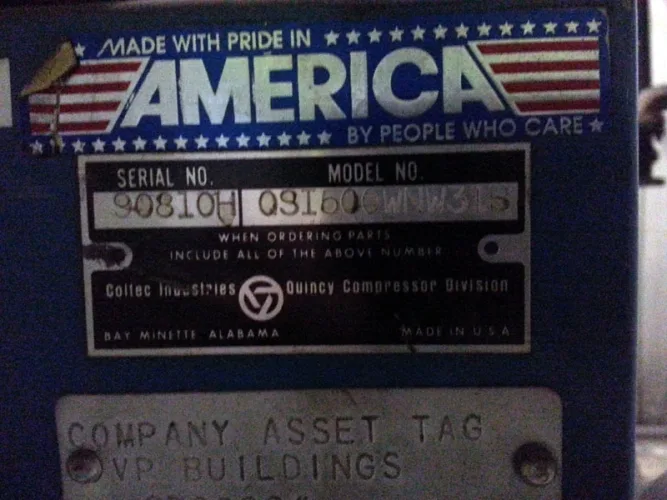 MADE WITH PRIDE IN
AMERICA
BY PEOPLE WHO CARE
SERIAL NO. MODEL NO.
90810H
WHEN ORDERING PARTS
INCLUDE ALL OF THE ABOVE NUMBER
Coltec Industries Quincy Compressor Division
BAY MINETTE, ALABAMA MADE IN U.S.A
COMPANY ASSET TAG
VP BUILDINGS